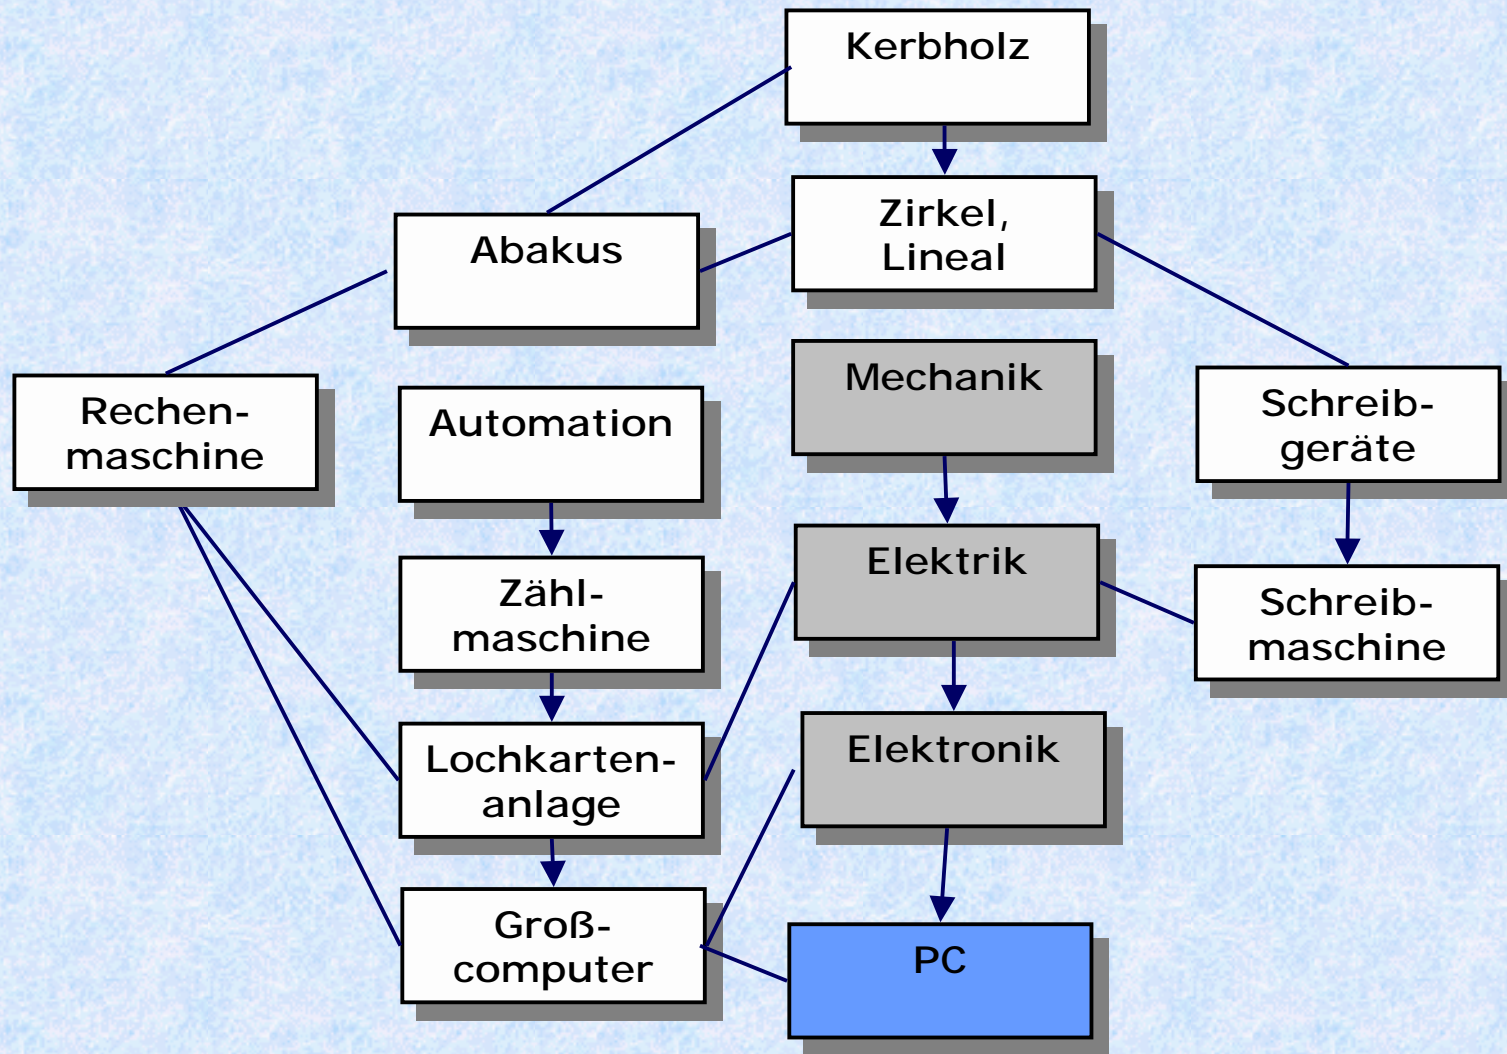 Kerbholz
Zirkel,
Lineal
Abakus
Mechanik
Schreib-
geräte
Rechen-
maschine
Automation
Elektrik
Zähl-
maschine
Schreib-
maschine
Elektronik
Lochkarten-
anlage
Groß-
computer
PC